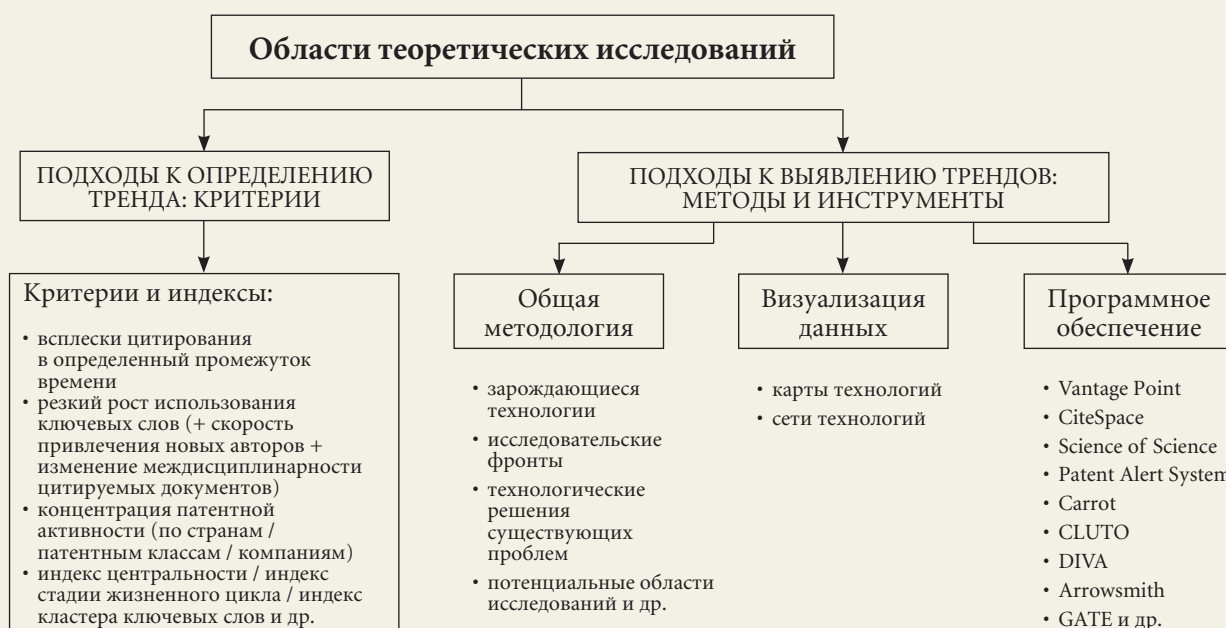 Области теоретических исследований
ПОДХОДЫ К ОПРЕДЕЛЕНИЮ
ТРЕНДА: КРИТЕРИИ
Критерии и индексы:
• всплески цитирования
в определенный промежуток
времени
• резкий рост использования
ключевых слов (+ скорость
привлечения новых авторов +
изменение междисциплинарности
цитируемых документов)
• концентрация патентной
активности (по странам /
патентным классам / компаниям)
• индекс центральности / индекс
стадии жизненного цикла / индекс
кластера ключевых слов и др.
ПОДХОДЫ К ВЫЯВЛЕНИЮ ТРЕНДОВ:
МЕТОДЫ И ИНСТРУМЕНТЫ
Общая
методология
• зарождающиеся
технологии
• исследовательские
фронты
• технологические
решения
существующих
проблем
• потенциальные области
исследований и др.
Визуализация
данных
• карты технологий
• сети технологий
Программное
обеспечение
• Vantage Point
• CiteSpace
• Science of Science
• Patent Alert System
• Carrot
• CLUTO
• DIVA
• Arrowsmith
• GATE и др.